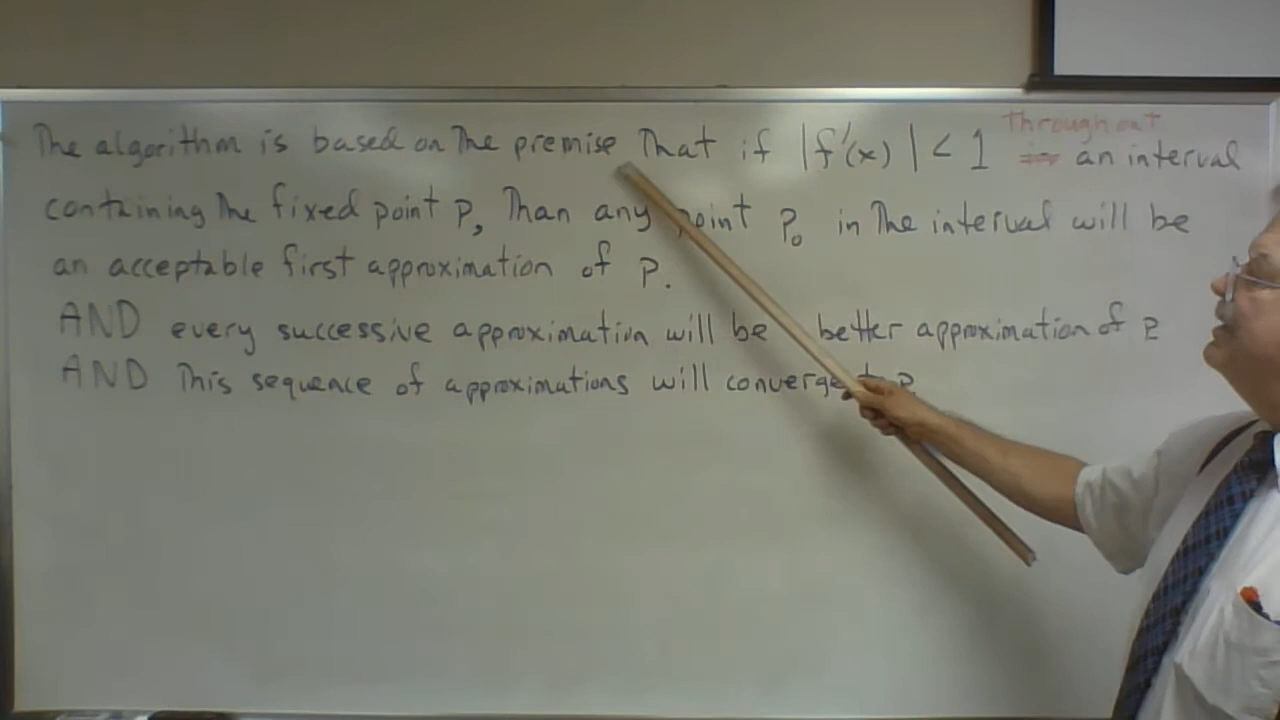 The algorithm is based on The premise That if |f'(x)| < 1 Throughout an interval
containing The fixed point P, Than any point P₀ in The interval will be
an acceptable first approximation of P.
AND every successive approximation will be better approximation of P
AND This sequence of approximations will converge P